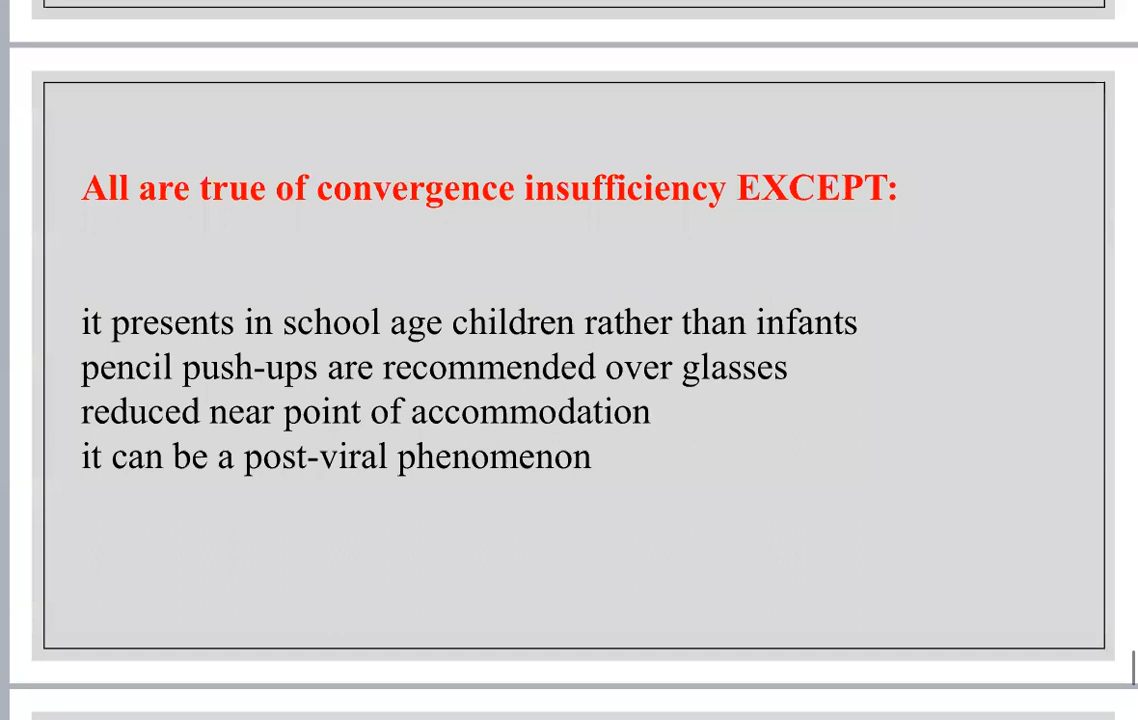 All are true of convergence insufficiency EXCEPT:
it presents in school age children rather than infants
pencil push-ups are recommended over glasses
reduced near point of accommodation
it can be a post-viral phenomenon